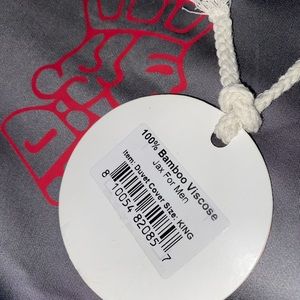 100% Bamboo Viscose
Jax For Men
Item: Duvet Cover Size: KING
8 10054 82085 7